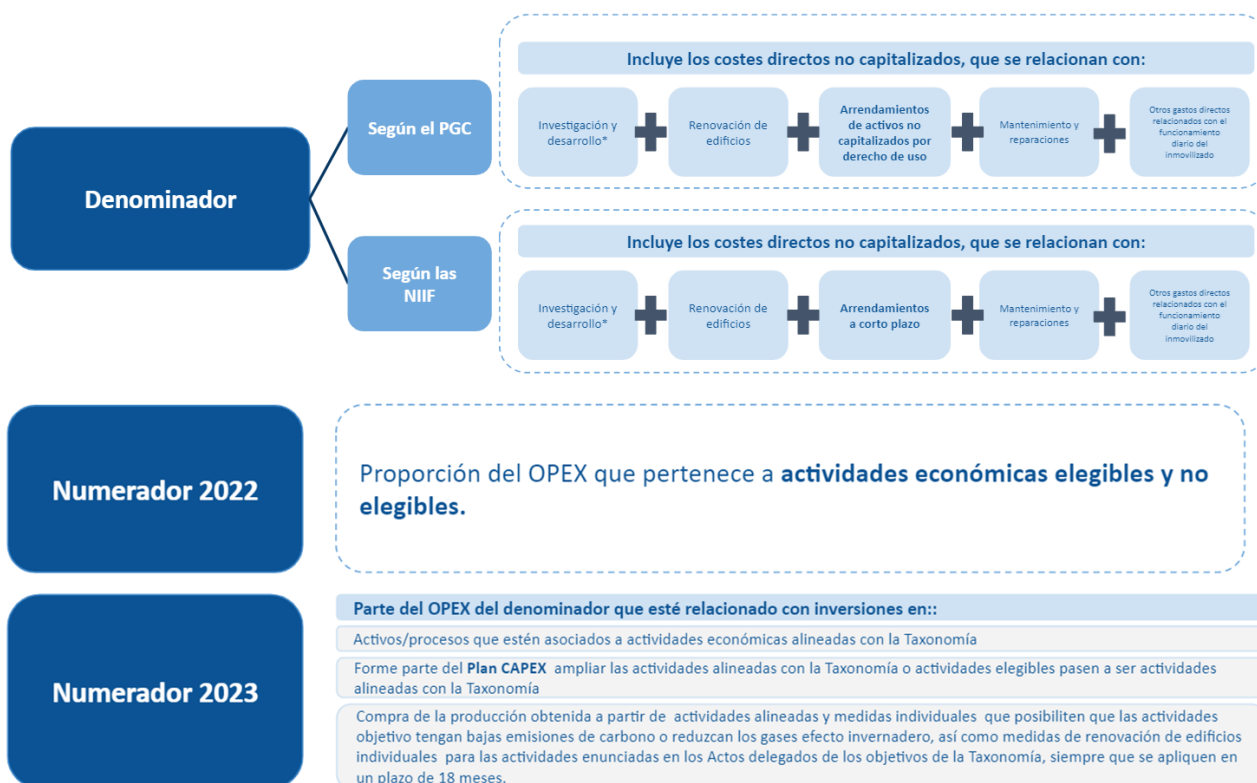 Denominador
Según el PGC
Incluye los costes directos no capitalizados, que se relacionan con:
Investigación y
desarrollo*
Renovación de
edificios
Arrendamientos
de activos no
capitalizados por
derecho de uso
Mantenimiento y
reparaciones
Otros gastos directos
relacionados con el
funcionamiento
diario del
inmovilizado
Según las
NIIF
Incluye los costes directos no capitalizados, que se relacionan con:
Investigación y
desarrollo*
Renovación de
edificios
Arrendamientos
a corto plazo
Mantenimiento y
reparaciones
Otros gastos directos
relacionados con el
funcionamiento
diario del
inmovilizado
Numerador 2022
Proporción del OPEX que pertenece a actividades económicas elegibles y no
elegibles.
Numerador 2023
Parte del OPEX del denominador que esté relacionado con inversiones en::
Activos/procesos que estén asociados a actividades económicas alineadas con la Taxonomía
Forme parte del Plan CAPEX ampliar las actividades alineadas con la Taxonomía o actividades elegibles pasen a ser actividades
alineadas con la Taxonomía
Compra de la producción obtenida a partir de actividades alineadas y medidas individuales que posibiliten que las actividades
objetivo tengan bajas emisiones de carbono o reduzcan los gases efecto invernadero, así como medidas de renovación de edificios
individuales para las actividades enunciadas en los Actos delegados de los objetivos de la Taxonomía, siempre que se apliquen en
un plazo de 18 meses.